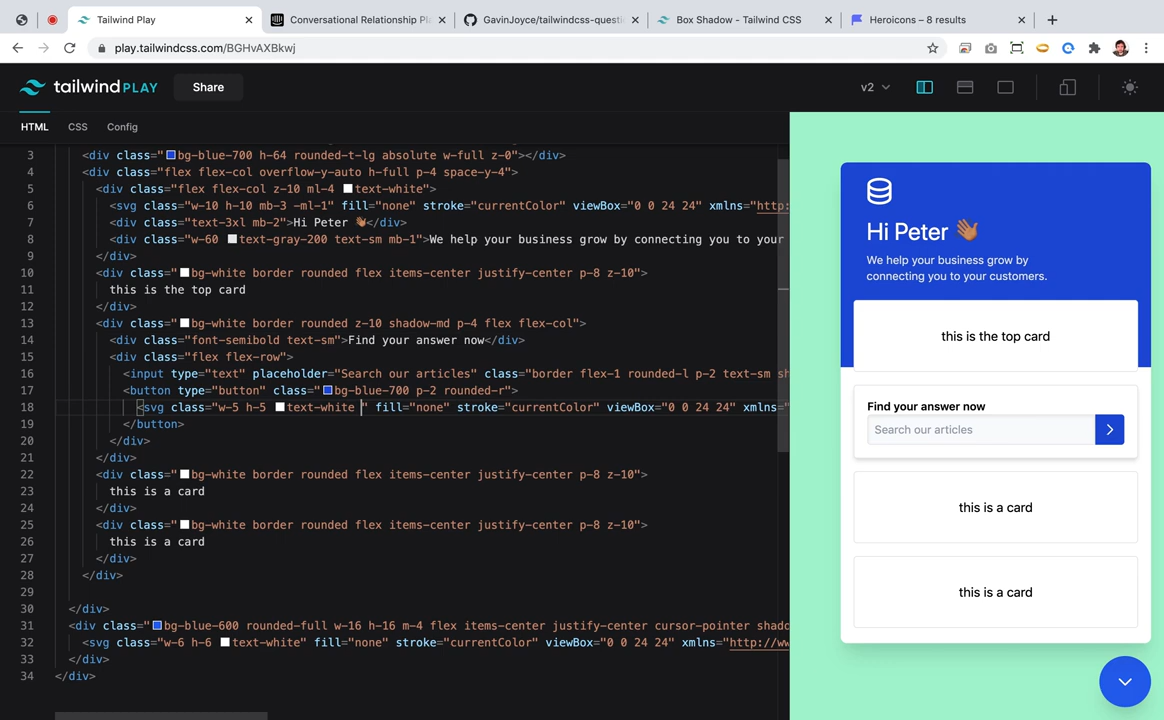 Tailwind Play
Conversational Relationship Pl
GavinJoyce/tailwindcss-questi
Box Shadow - Tailwind CSS
Heroicons – 8 results
play.tailwindcss.com/BGHvAXBkwj
tailwind PLAY
Share
v2
HTML CSS Config
3 <div class="bg-blue-700 h-64 rounded-t-lg absolute w-full z-0"></div>
4 <div class="flex flex-col overflow-y-auto h-full p-4 space-y-4">
5 <div class="flex flex-col z-10 ml-4 text-white">
6 <svg class="w-10 h-10 mb-3 -ml-1" fill="none" stroke="currentColor" viewBox="0 0 24 24" xmlns="http:
7 <div class="text-3xl mb-2">Hi Peter 👋🏾</div>
8 <div class="w-60 text-gray-200 text-sm mb-1">We help your business grow by connecting you to your
9 </div>
10 <div class="bg-white border rounded flex items-center justify-center p-8 z-10">
11 this is the top card
12 </div>
13 <div class="bg-white border rounded z-10 shadow-md p-4 flex flex-col">
14 <div class="font-semibold text-sm">Find your answer now</div>
15 <div class="flex flex-row">
16 <input type="text" placeholder="Search our articles" class="border flex-1 rounded-l p-2 text-sm sh
17 <button type="button" class="bg-blue-700 p-2 rounded-r">
18 <svg class="w-5 h-5 text-white " fill="none" stroke="currentColor" viewBox="0 0 24 24" xmlns="
19 </button>
20 </div>
21 </div>
22 <div class="bg-white border rounded flex items-center justify-center p-8 z-10">
23 this is a card
24 </div>
25 <div class="bg-white border rounded flex items-center justify-center p-8 z-10">
26 this is a card
27 </div>
28 </div>
29
30 </div>
31 <div class="bg-blue-600 rounded-full w-16 h-16 m-4 flex items-center justify-center cursor-pointer shado
32 <svg class="w-6 h-6 text-white" fill="none" stroke="currentColor" viewBox="0 0 24 24" xmlns="http://ww
33 </div>
34 </div>
Hi Peter 👋🏾
We help your business grow by
connecting you to your customers.
this is the top card
Find your answer now
Search our articles
this is a card
this is a card